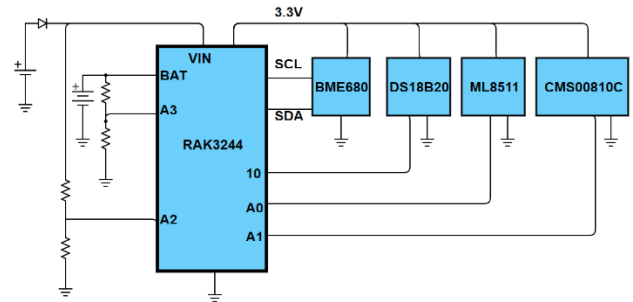 3.3V
VIN
SCL
BAT
BME680
DS18B20
ML8511
CMS00810C
A3
SDA
RAK3244
10
A0
A2
A1